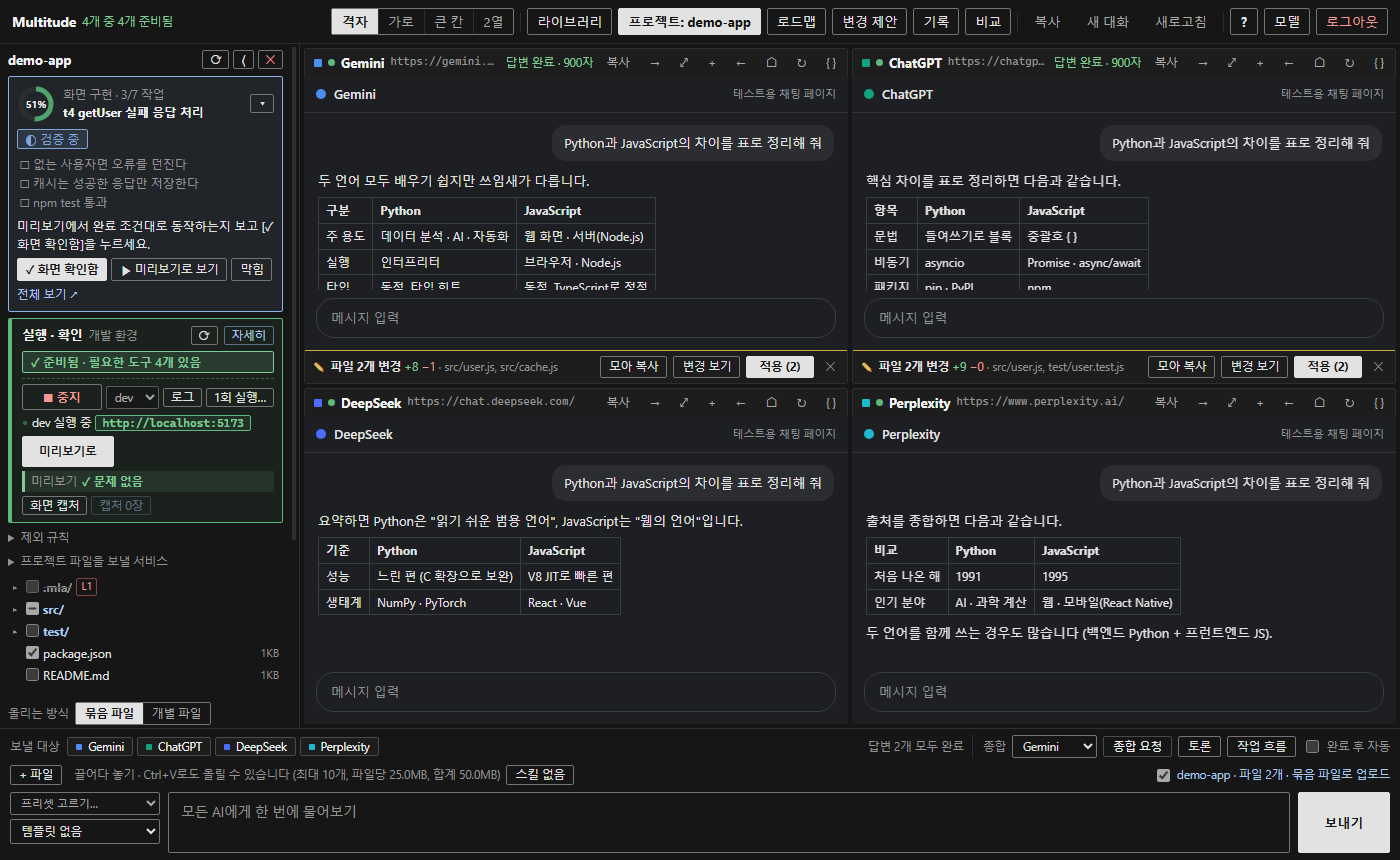 Multitude 4개 중 4개 준비됨 격자 가로 큰 칸 2열 라이브러리 프로젝트: demo-app 로드맵 변경 제안 기록 비교 복사 새 대화 새로고침 ? 모델 로그아웃
demo-app
51% 화면 구현 · 3/7 작업
t4 getUser 실패 응답 처리
검증 중
없는 사용자면 오류를 던진다
캐시는 성공한 응답만 저장한다
npm test 통과
미리보기에서 완료 조건대로 동작하는지 보고 [✓
화면 확인함]을 누르세요.
✓ 화면 확인함 ▶ 미리보기로 보기 막힘
전체 보기 ↗
실행 · 확인 개발 환경 자세히
✓ 준비됨 · 필요한 도구 4개 있음
■ 중지 dev 로그 1회 실행...
dev 실행 중 http://localhost:5173
미리보기로
미리보기 ✓ 문제 없음
화면 캡처 캡처 0장
▶ 제외 규칙
▶ 프로젝트 파일을 보낼 서비스
.mla/ L1
src/
test/
package.json 1KB
README.md 1KB
올리는 방식 묶음 파일 개별 파일
Gemini https://gemini.... 답변 완료 · 900자 복사 → ⤢ + ← ↻ {}
Gemini 테스트용 채팅 페이지
Python과 JavaScript의 차이를 표로 정리해 줘
두 언어 모두 배우기 쉽지만 쓰임새가 다릅니다.
구분 Python JavaScript
주 용도 데이터 분석 · AI · 자동화 웹 화면 · 서버(Node.js)
실행 인터프리터 브라우저 · Node.js
타입 동적, 타입 힌트 동적, TypeScript로 정적
메시지 입력
파일 2개 변경 +8 −1 · src/user.js, src/cache.js 모아 복사 변경 보기 적용 (2) ×
ChatGPT https://chatgp... 답변 완료 · 900자 복사 → ⤢ + ← ↻ {}
ChatGPT 테스트용 채팅 페이지
Python과 JavaScript의 차이를 표로 정리해 줘
핵심 차이를 표로 정리하면 다음과 같습니다.
항목 Python JavaScript
문법 들여쓰기로 블록 중괄호 { }
비동기 asyncio Promise · async/await
패키지 pip · PyPI npm
메시지 입력
파일 2개 변경 +9 −0 · src/user.js, test/user.test.js 모아 복사 변경 보기 적용 (2) ×
DeepSeek https://chat.deepseek.com/ 복사 → ⤢ + ← ↻ {}
DeepSeek 테스트용 채팅 페이지
Python과 JavaScript의 차이를 표로 정리해 줘
요약하면 Python은 "읽기 쉬운 범용 언어", JavaScript는 "웹의 언어"입니다.
기준 Python JavaScript
성능 느린 편 (C 확장으로 보완) V8 JIT로 빠른 편
생태계 NumPy · PyTorch React · Vue
메시지 입력
Perplexity https://www.perplexity.ai/ 복사 → ⤢ + ← ↻ {}
Perplexity 테스트용 채팅 페이지
Python과 JavaScript의 차이를 표로 정리해 줘
출처를 종합하면 다음과 같습니다.
비교 Python JavaScript
처음 나온 해 1991 1995
인기 분야 AI · 과학 계산 웹 · 모바일(React Native)
두 언어를 함께 쓰는 경우도 많습니다 (백엔드 Python + 프런트엔드 JS).
메시지 입력
보낼 대상 Gemini ChatGPT DeepSeek Perplexity 답변 2개 모두 완료 종합 Gemini 종합 요청 토론 작업 흐름 완료 후 자동
+ 파일 끌어다 놓기 · Ctrl+V로도 올릴 수 있습니다 (최대 10개, 파일당 25.0MB, 합계 50.0MB) 스킬 없음 demo-app · 파일 2개 · 묶음 파일로 업로드
프리셋 고르기...
템플릿 없음
모든 AI에게 한 번에 물어보기
보내기